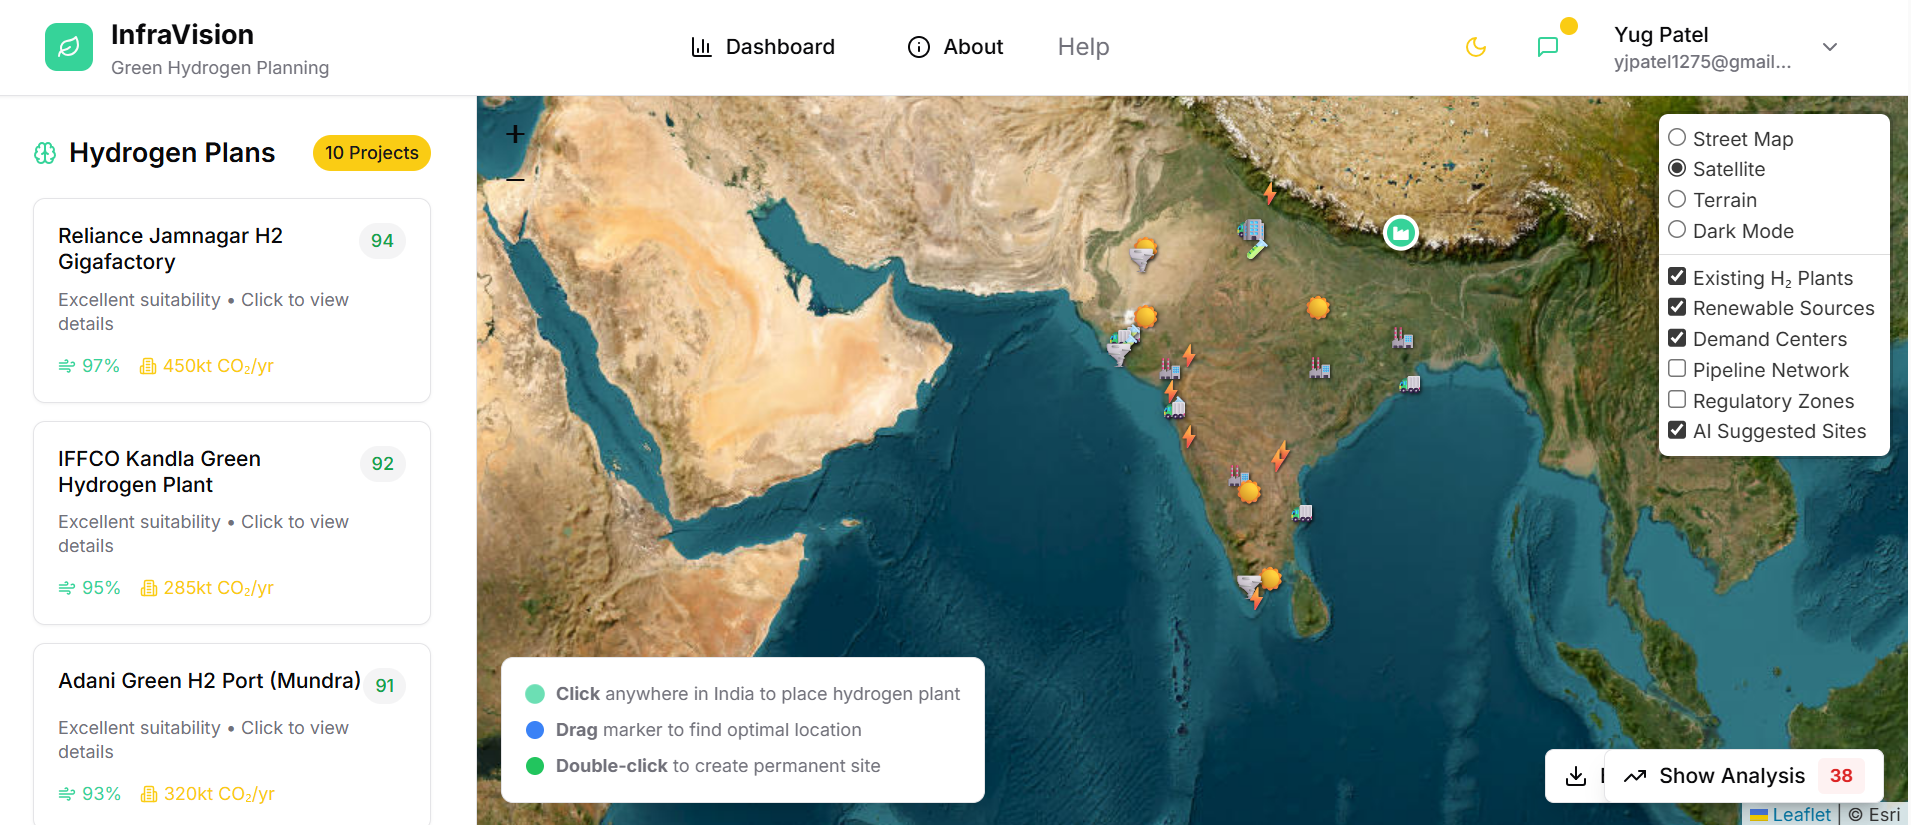 InfraVision
Green Hydrogen Planning
Dashboard
About
Help
Yug Patel
yjpatel1275@gmail...
Hydrogen Plans
10 Projects
Reliance Jamnagar H2
Gigafactory
94
Excellent suitability • Click to view
details
97%
450kt CO₂/yr
IFFCO Kandla Green
Hydrogen Plant
92
Excellent suitability • Click to view
details
95%
285kt CO₂/yr
Adani Green H2 Port (Mundra)
91
Excellent suitability • Click to view
details
93%
320kt CO₂/yr
+
−
Street Map
Satellite
Terrain
Dark Mode
Existing H₂ Plants
Renewable Sources
Demand Centers
Pipeline Network
Regulatory Zones
AI Suggested Sites
Click anywhere in India to place hydrogen plant
Drag marker to find optimal location
Double-click to create permanent site
Show Analysis
38
Leaflet | © Esri